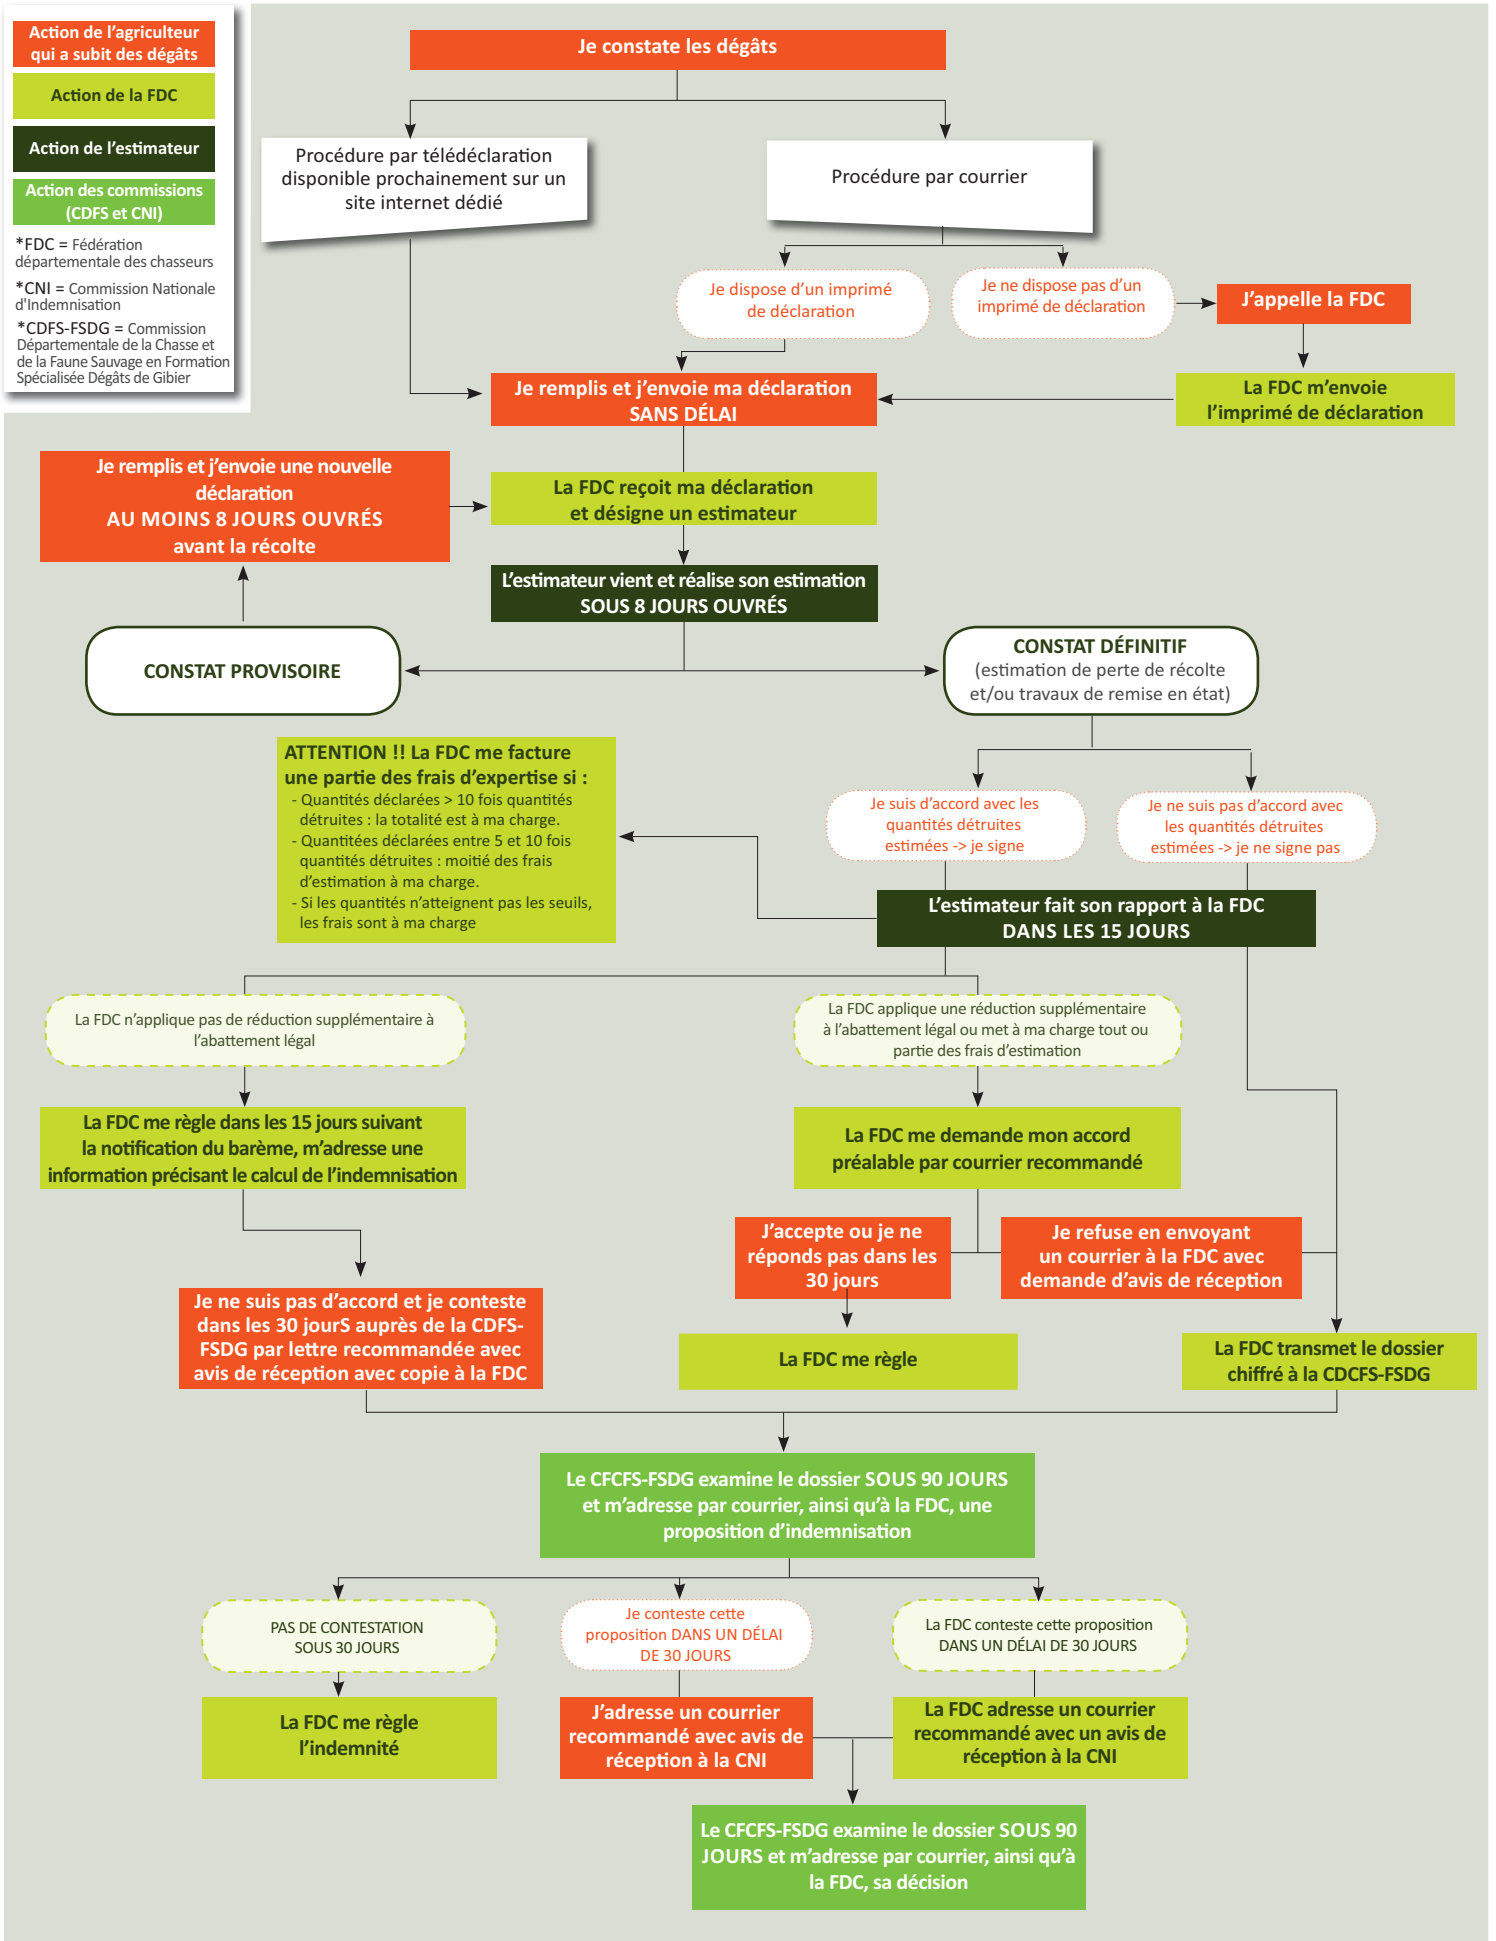 Action de l’agriculteur
qui a subit des dégâts
Action de la FDC
Action de l’estimateur
Action des commissions
(CDFS et CNI)
*FDC = Fédération
départementale des chasseurs
*CNI = Commission Nationale
d'Indemnisation
*CDFS-FSDG = Commission
Départementale de la Chasse et
de la Faune Sauvage en Formation
Spécialisée Dégâts de Gibier
Je constate les dégâts
Procédure par télédéclaration
disponible prochainement sur un
site internet dédié
Procédure par courrier
Je dispose d’un imprimé
de déclaration
Je ne dispose pas d’un
imprimé de déclaration
J’appelle la FDC
La FDC m’envoie
l’imprimé de déclaration
Je remplis et j’envoie ma déclaration
SANS DÉLAI
Je remplis et j’envoie une nouvelle
déclaration
AU MOINS 8 JOURS OUVRÉS
avant la récolte
La FDC reçoit ma déclaration
et désigne un estimateur
L’estimateur vient et réalise son estimation
SOUS 8 JOURS OUVRÉS
CONSTAT PROVISOIRE
CONSTAT DÉFINITIF
(estimation de perte de récolte
et/ou travaux de remise en état)
ATTENTION !! La FDC me facture
une partie des frais d’expertise si :
- Quantités déclarées > 10 fois quantités
détruites : la totalité est à ma charge.
- Quantitées déclarées entre 5 et 10 fois
quantités détruites : moitié des frais
d’estimation à ma charge.
- Si les quantités n’atteignent pas les seuils,
les frais sont à ma charge
Je suis d’accord avec les
quantités détruites
estimées -> je signe
Je ne suis pas d’accord avec
les quantités détruites
estimées -> je ne signe pas
L’estimateur fait son rapport à la FDC
DANS LES 15 JOURS
La FDC n’applique pas de réduction supplémentaire à
l’abattement légal
La FDC applique une réduction supplémentaire
à l’abattement légal ou met à ma charge tout ou
partie des frais d’estimation
La FDC me règle dans les 15 jours suivant
la notification du barème, m’adresse une
information précisant le calcul de l’indemnisation
La FDC me demande mon accord
préalable par courrier recommandé
J’accepte ou je ne
réponds pas dans les
30 jours
Je refuse en envoyant
un courrier à la FDC avec
demande d’avis de réception
Je ne suis pas d’accord et je conteste
dans les 30 jourS auprès de la CDFS-
FSDG par lettre recommandée avec
avis de réception avec copie à la FDC
La FDC me règle
La FDC transmet le dossier
chiffré à la CDCFS-FSDG
Le CFCFS-FSDG examine le dossier SOUS 90 JOURS
et m’adresse par courrier, ainsi qu’à la FDC, une
proposition d’indemnisation
PAS DE CONTESTATION
SOUS 30 JOURS
Je conteste cette
proposition DANS UN DÉLAI
DE 30 JOURS
La FDC conteste cette proposition
DANS UN DÉLAI DE 30 JOURS
La FDC me règle
l’indemnité
J’adresse un courrier
recommandé avec avis de
réception à la CNI
La FDC adresse un courrier
recommandé avec un avis de
réception à la CNI
Le CFCFS-FSDG examine le dossier SOUS 90
JOURS et m’adresse par courrier, ainsi qu’à
la FDC, sa décision